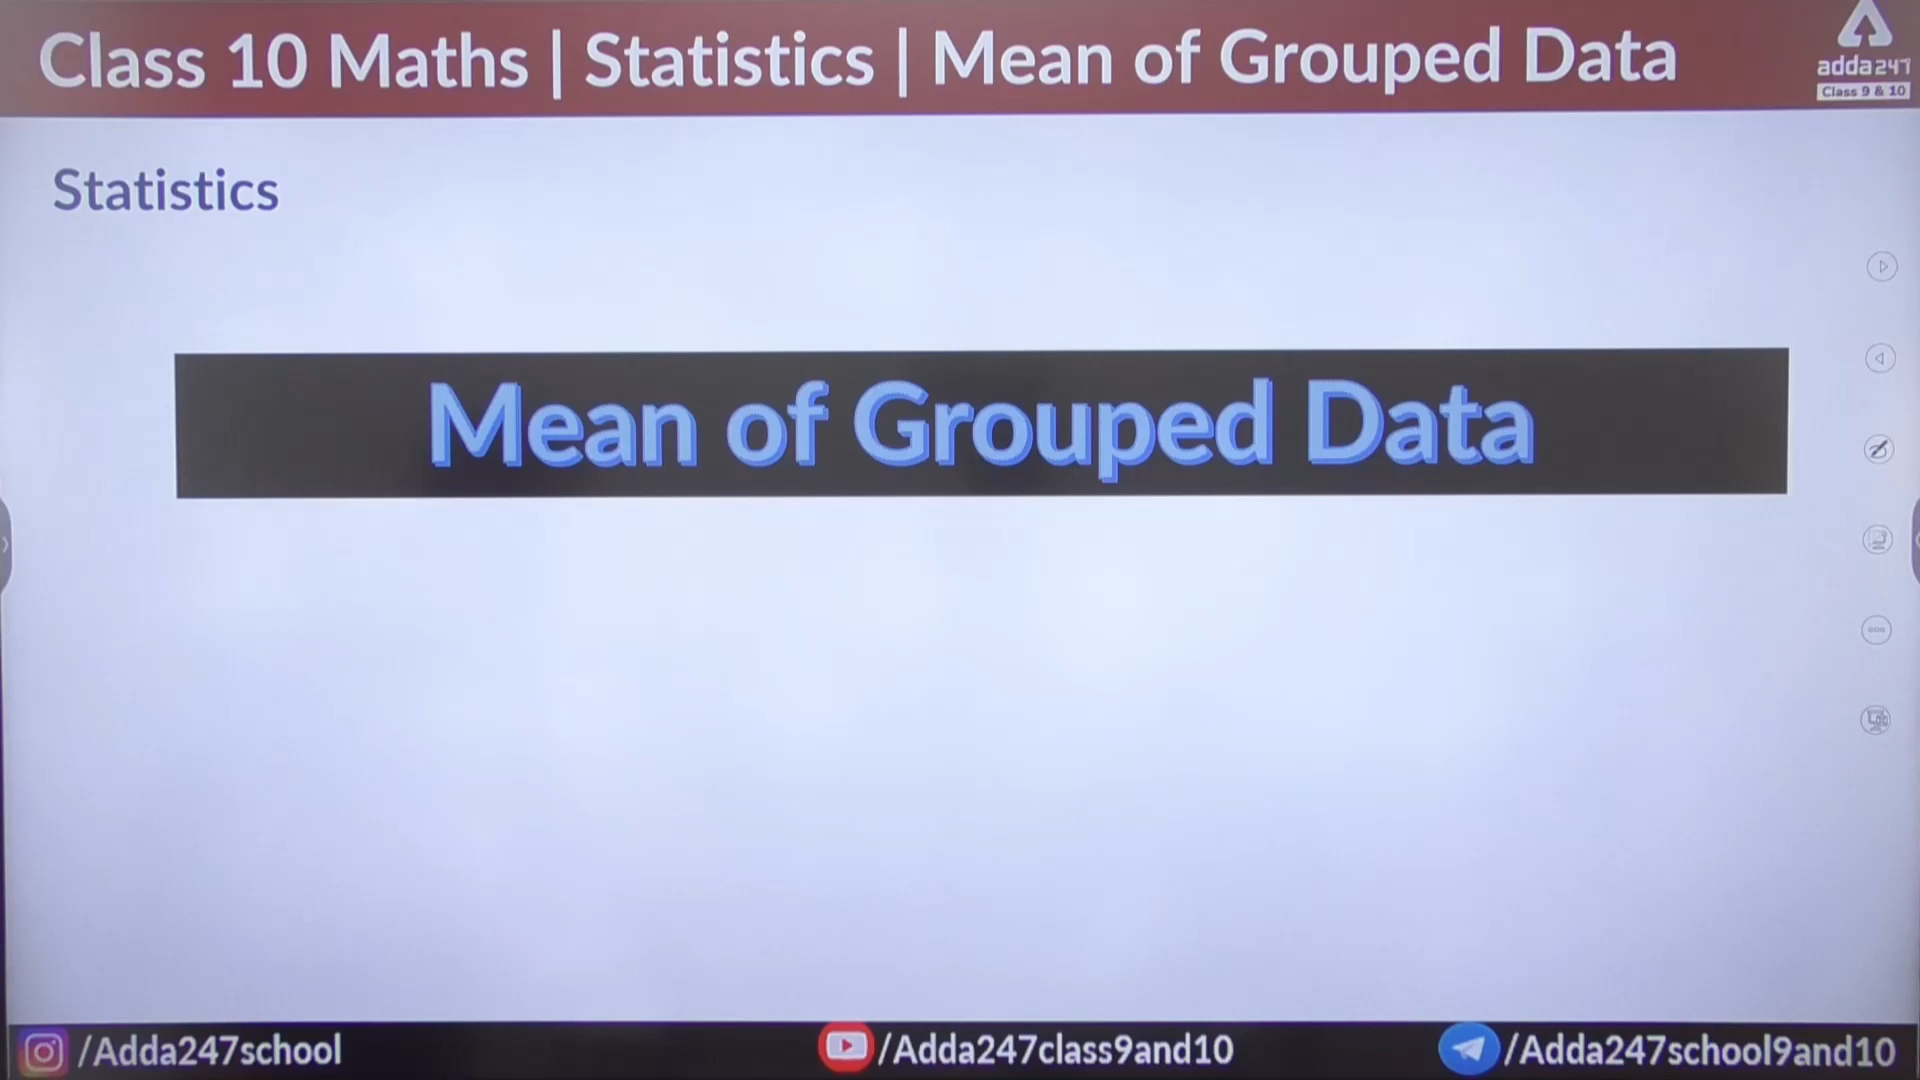 Class 10 Maths | Statistics | Mean of Grouped Data
adda247
Class 9 & 10
Statistics
Mean of Grouped Data
/Adda247school
/Adda247class9and10
/Adda247school9and10